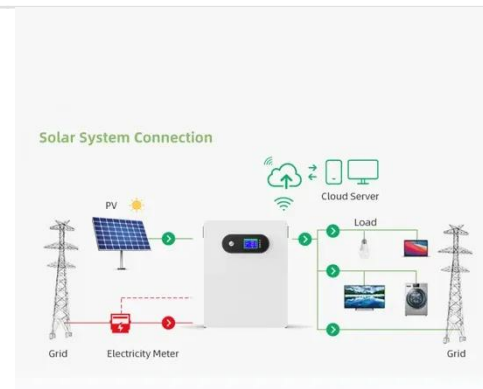 Solar System Connection
Cloud Server
PV
Load
Grid
Electricity Meter
Grid